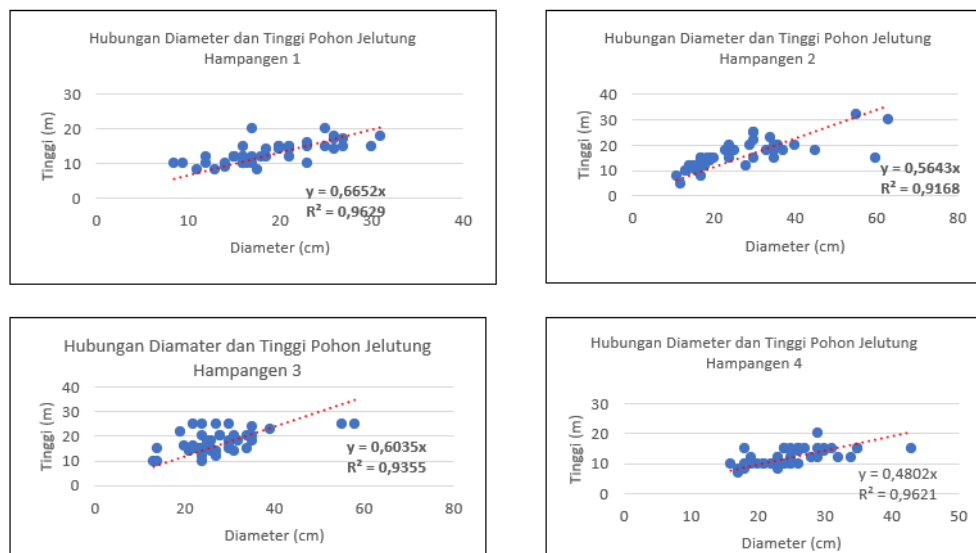 Hubungan Diameter dan Tinggi Pohon Jelutung
Hampangen 1
Tinggi (m)
30
20
10
0
0
10
20
30
40
y = 0,6652x
R² = 0,9629
Diameter (cm)
Hubungan Diameter dan Tinggi Pohon Jelutung
Hampangen 2
Tinggi (m)
40
30
20
10
0
0
20
40
60
80
y = 0,5643x
R² = 0,9168
Diameter (cm)
Hubungan Diamater dan Tinggi Pohon Jelutung
Hampangen 3
Tinggi (m)
40
30
20
10
0
0
20
40
60
80
y = 0,6035x
R² = 0,9355
Diameter (cm)
Hubungan Diameter dan Tinggi Pohon Jelutung
Hampangen 4
Tinggi (m)
30
20
10
0
0
10
20
30
40
50
y = 0,4802x
R² = 0,9621
Diameter (cm)